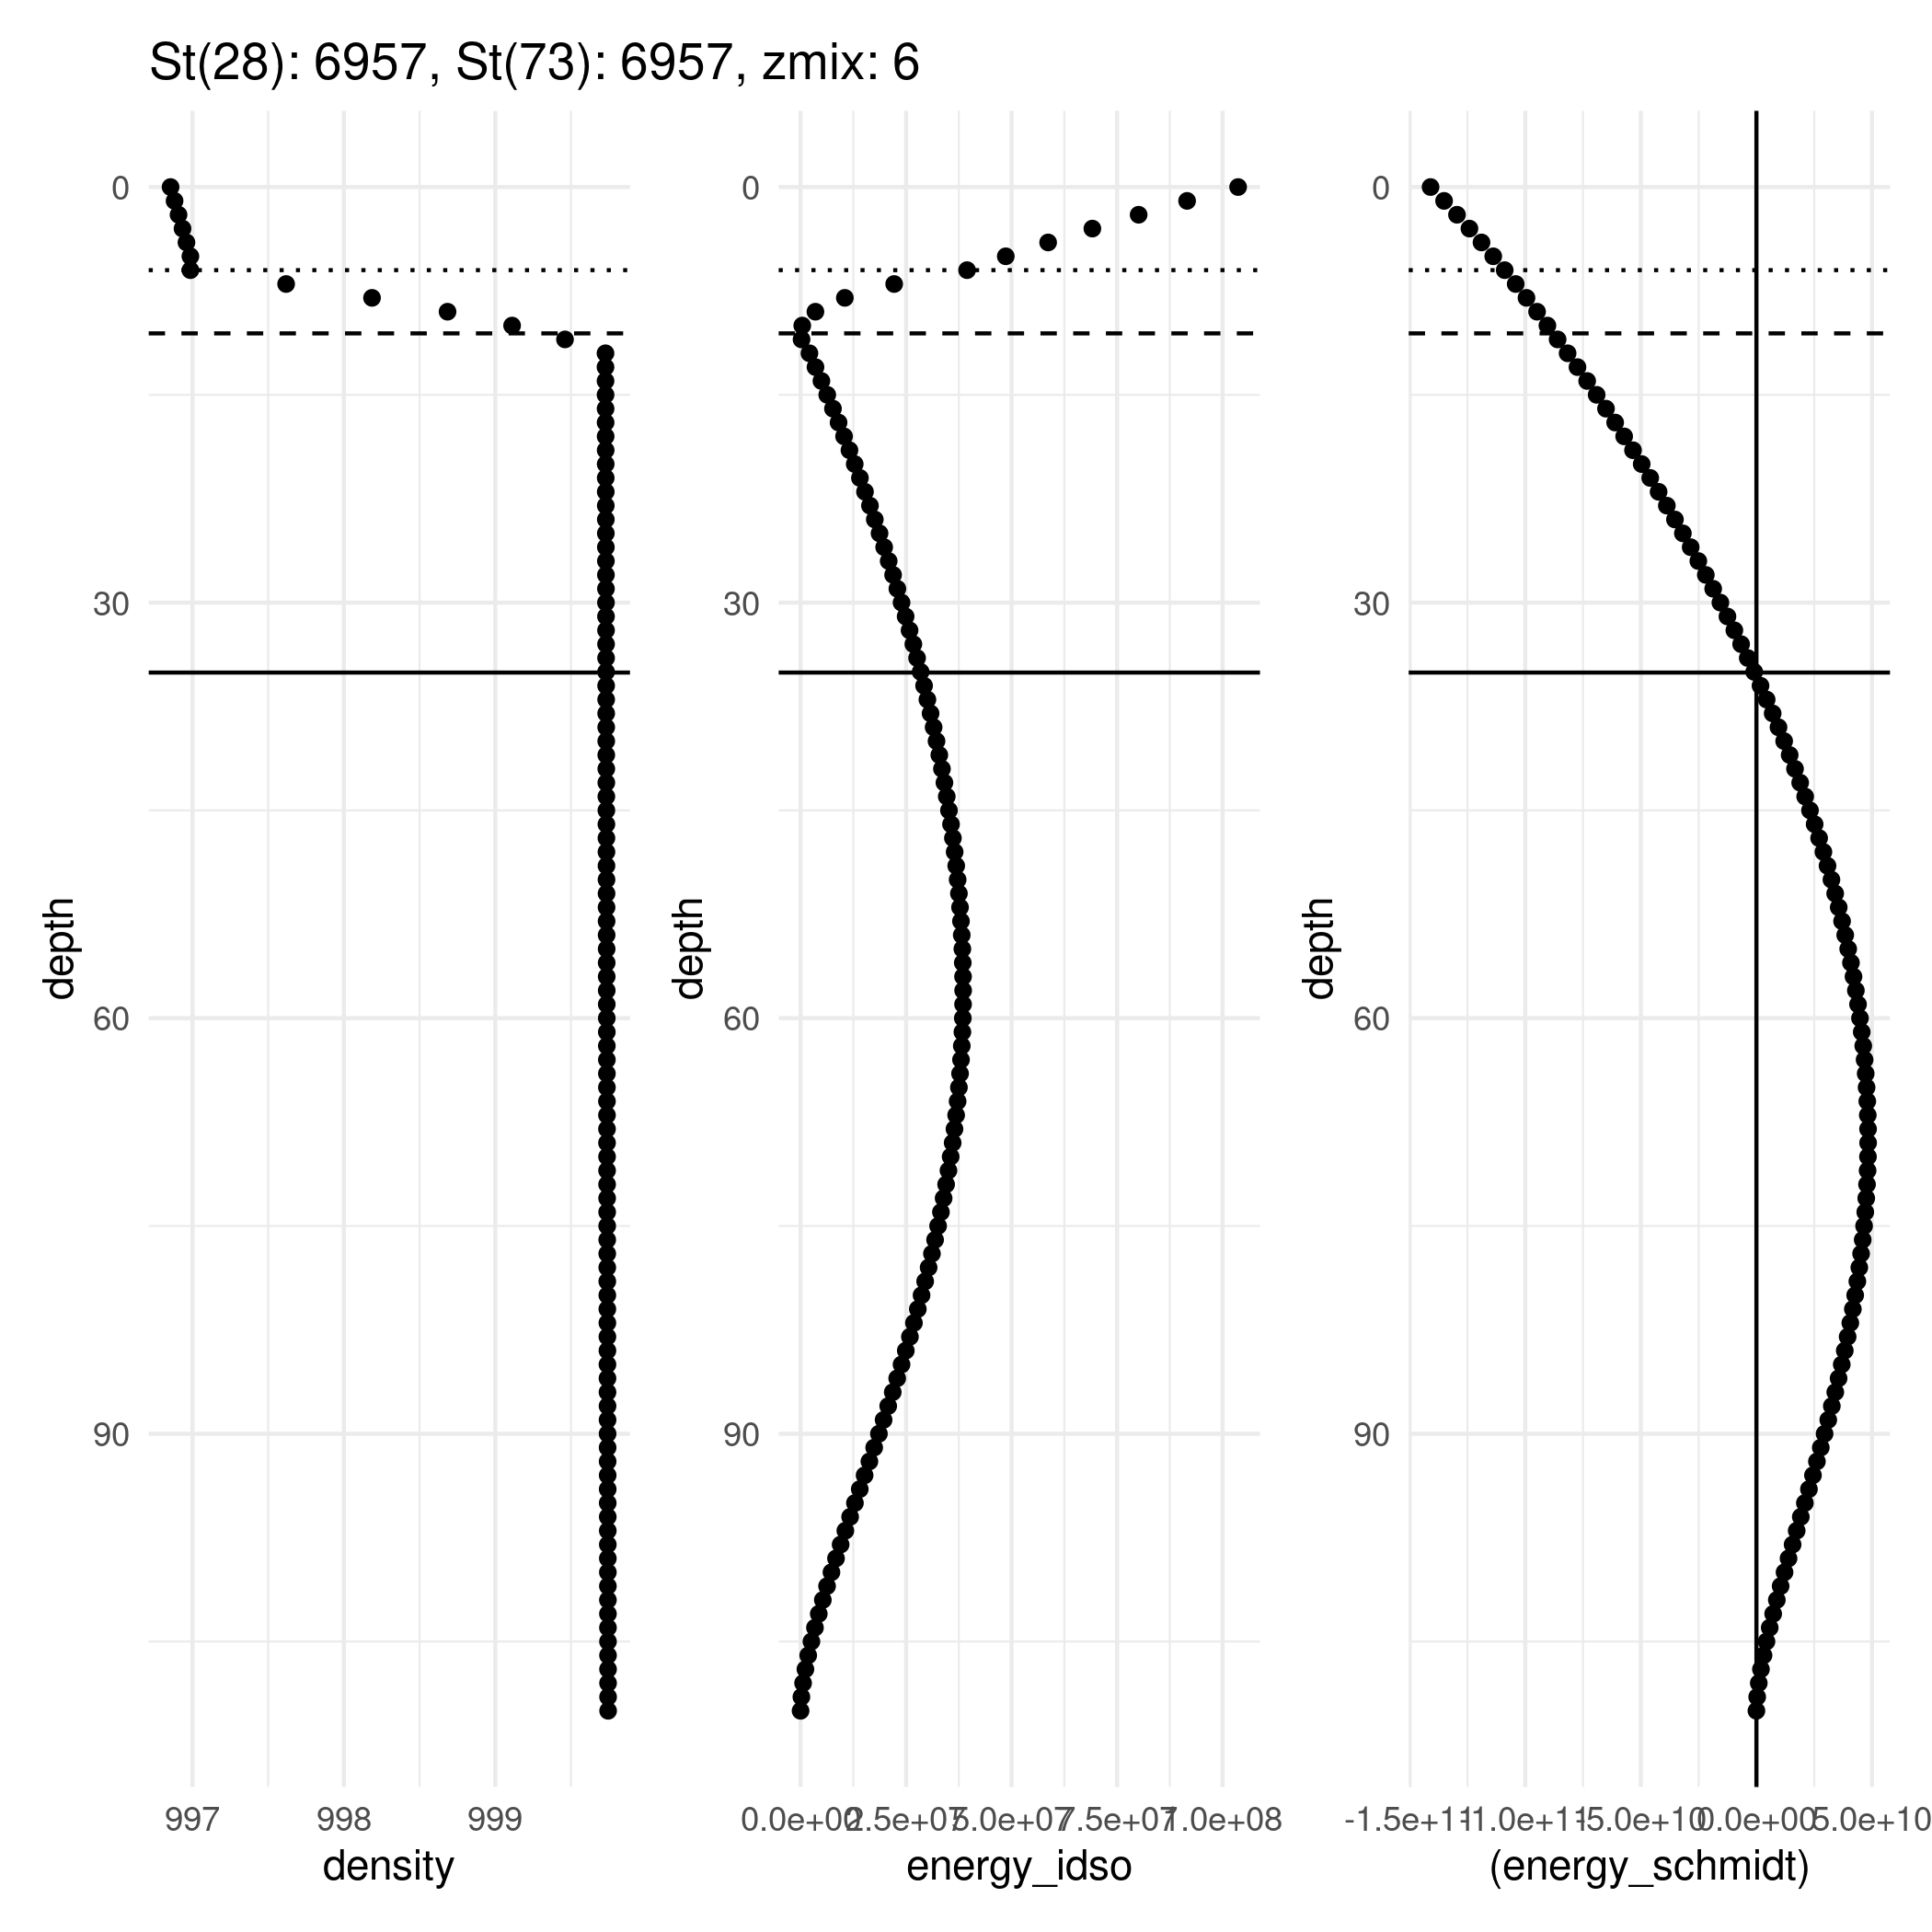 St(28): 6957, St(73): 6957, zmix: 6
0
30
60
90
depth
997
998
999
density
0
30
60
90
depth
0.0e+00
2.5e+07
5.0e+07
7.5e+07
1.0e+08
energy_idso
0
30
60
90
depth
-1.5e+11
-1.0e+11
-5.0e+10
0.0e+00
5.0e+10
(energy_schmidt)